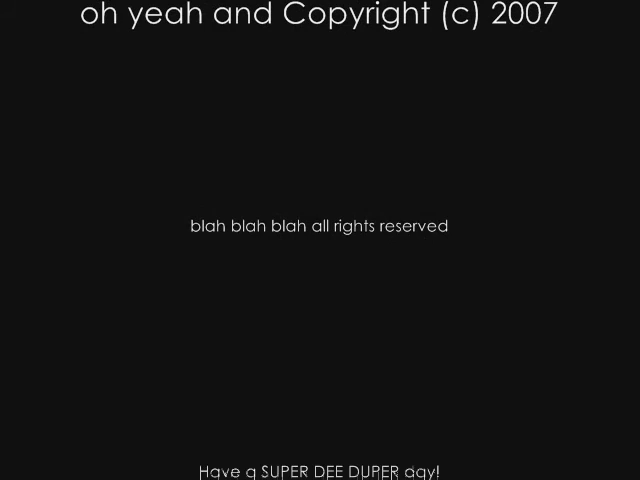 oh yeah and Copyright (c) 2007
blah blah blah all rights reserved
Have a SUPER DEE DUPER day!